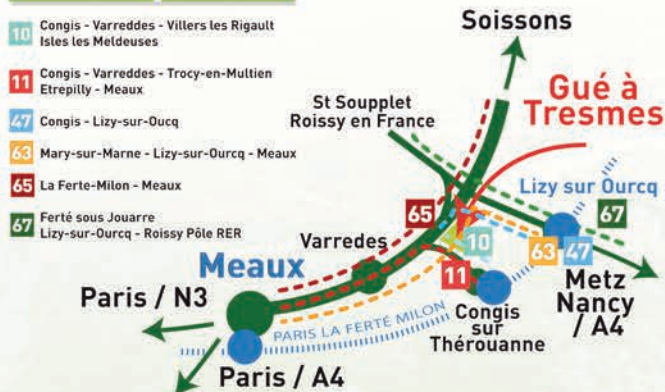 10 Congis - Varreddes - Villers les Rigault
Isles les Meldeuses
11 Congis - Varreddes - Trocy-en-Multien
Etrepilly - Meaux
47 Congis - Lizy-sur-Oucq
63 Mary-sur-Marne - Lizy-sur-Ourcq - Meaux
65 La Ferte-Milon - Meaux
67 Ferté sous Jouarre
Lizy-sur-Ourcq - Roissy Pôle RER
Soissons
Gué à
Tresmes
St Soupplet
Roissy en France
Lizy sur Ourcq
65
67
10
63
47
11
Varredes
Meaux
Metz
Nancy
/ A4
Paris / N3
Congis
sur
Thérouanne
PARIS LA FERTÉ MILON
Paris / A4